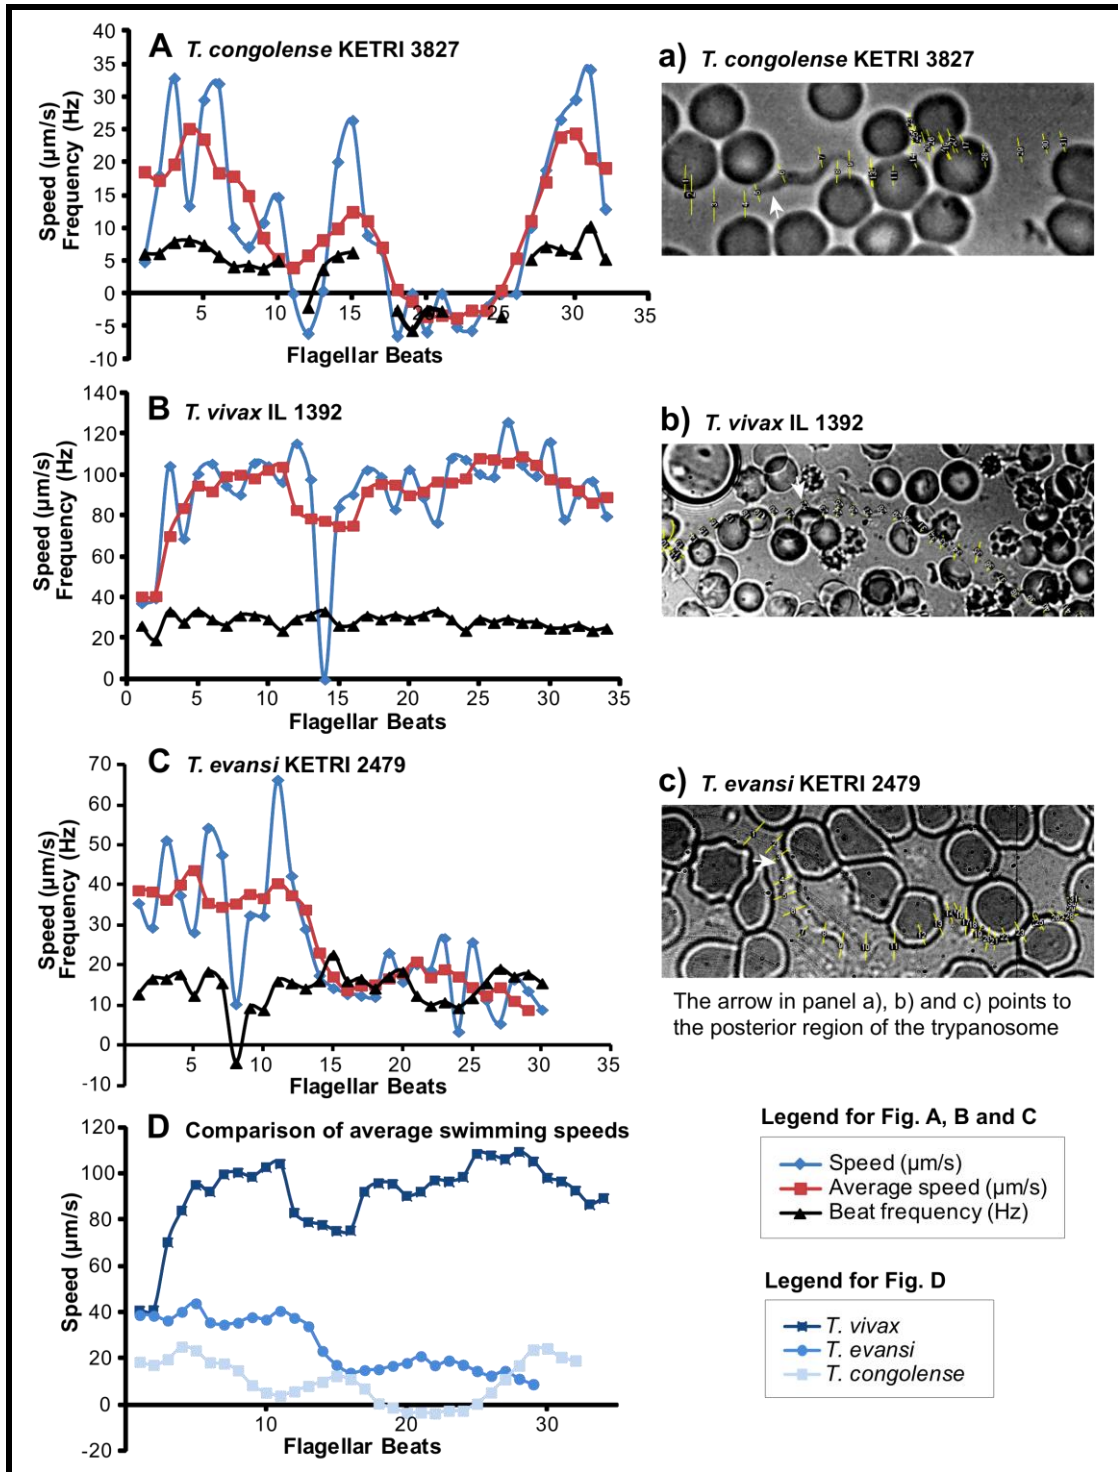 A T. congolense KETRI 3827
Speed (µm/s)
Frequency (Hz)
40
35
30
25
20
15
10
5
0
-5
-10
5
10
15
20
25
30
35
Flagellar Beats
a) T. congolense KETRI 3827
B T. vivax IL 1392
Speed (µm/s)
Frequency (Hz)
140
120
100
80
60
40
20
0
0
5
10
15
20
25
30
35
Flagellar Beats
b) T. vivax IL 1392
C T. evansi KETRI 2479
Speed (µm/s)
Frequency (Hz)
70
60
50
40
30
20
10
0
-10
5
10
15
20
25
30
35
Flagellar Beats
c) T. evansi KETRI 2479
The arrow in panel a), b) and c) points to
the posterior region of the trypanosome
D Comparison of average swimming speeds
Speed (µm/s)
120
100
80
60
40
20
0
-20
10
20
30
Flagellar Beats
Legend for Fig. A, B and C
Speed (µm/s)
Average speed (µm/s)
Beat frequency (Hz)
Legend for Fig. D
T. vivax
T. evansi
T. congolense